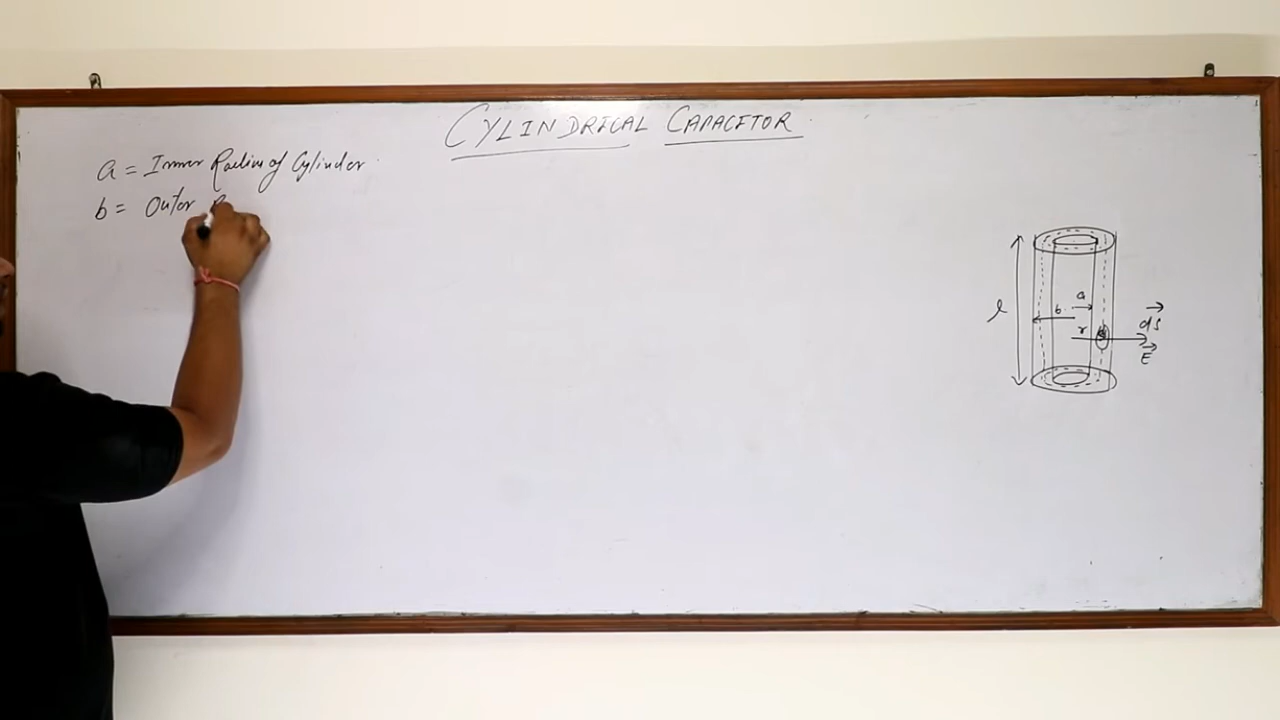 CYLINDRICAL CAPACITOR
a = Inner Radius of Cylinder
b = Outer R
l
a
b
r
ds
E